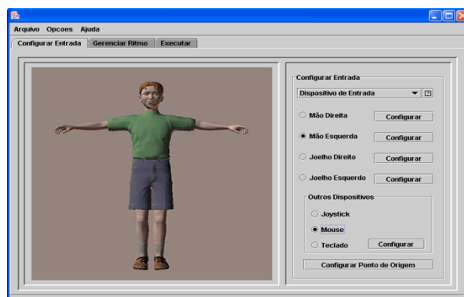 Arquivo Opcoes Ajuda
Configurar Entrada Gerenciar Ritmo Executar
Configurar Entrada
Dispositivo de Entrada
Mão Direita Configurar
Mão Esquerda Configurar
Joelho Direito Configurar
Joelho Esquerdo Configurar
Outros Dispositivos
Joystick
Mouse
Teclado Configurar
Configurar Ponto de Origem